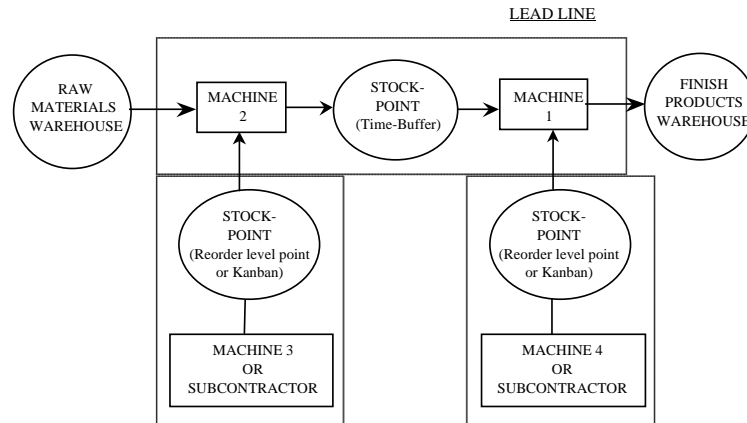 LEAD LINE
RAW
MATERIALS
WAREHOUSE
MACHINE
2
STOCK-
POINT
(Time-Buffer)
MACHINE
1
FINISH
PRODUCTS
WAREHOUSE
STOCK-
POINT
(Reorder level point
or Kanban)
STOCK-
POINT
(Reorder level point
or Kanban)
MACHINE 3
OR
SUBCONTRACTOR
MACHINE 4
OR
SUBCONTRACTOR